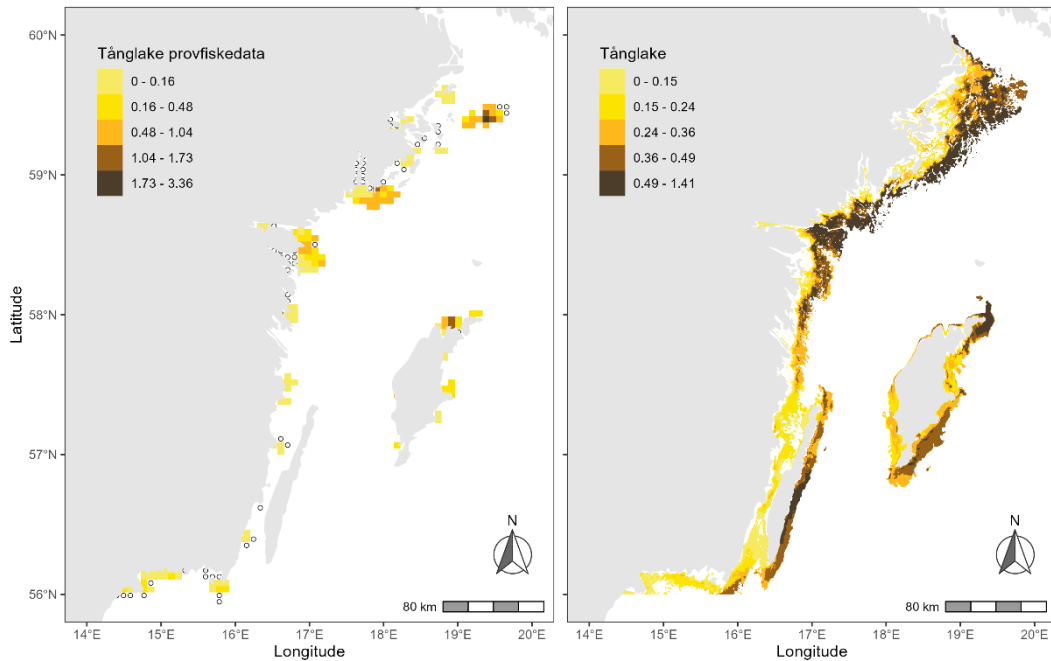 Tånglake provfiskedata
0 - 0.16
0.16 - 0.48
0.48 - 1.04
1.04 - 1.73
1.73 - 3.36
60°N
59°N
58°N
57°N
56°N
Latitude
N
80 km
14°E 15°E 16°E 17°E 18°E 19°E 20°E
Longitude
Tånglake
0 - 0.15
0.15 - 0.24
0.24 - 0.36
0.36 - 0.49
0.49 - 1.41
N
80 km
14°E 15°E 16°E 17°E 18°E 19°E 20°E
Longitude